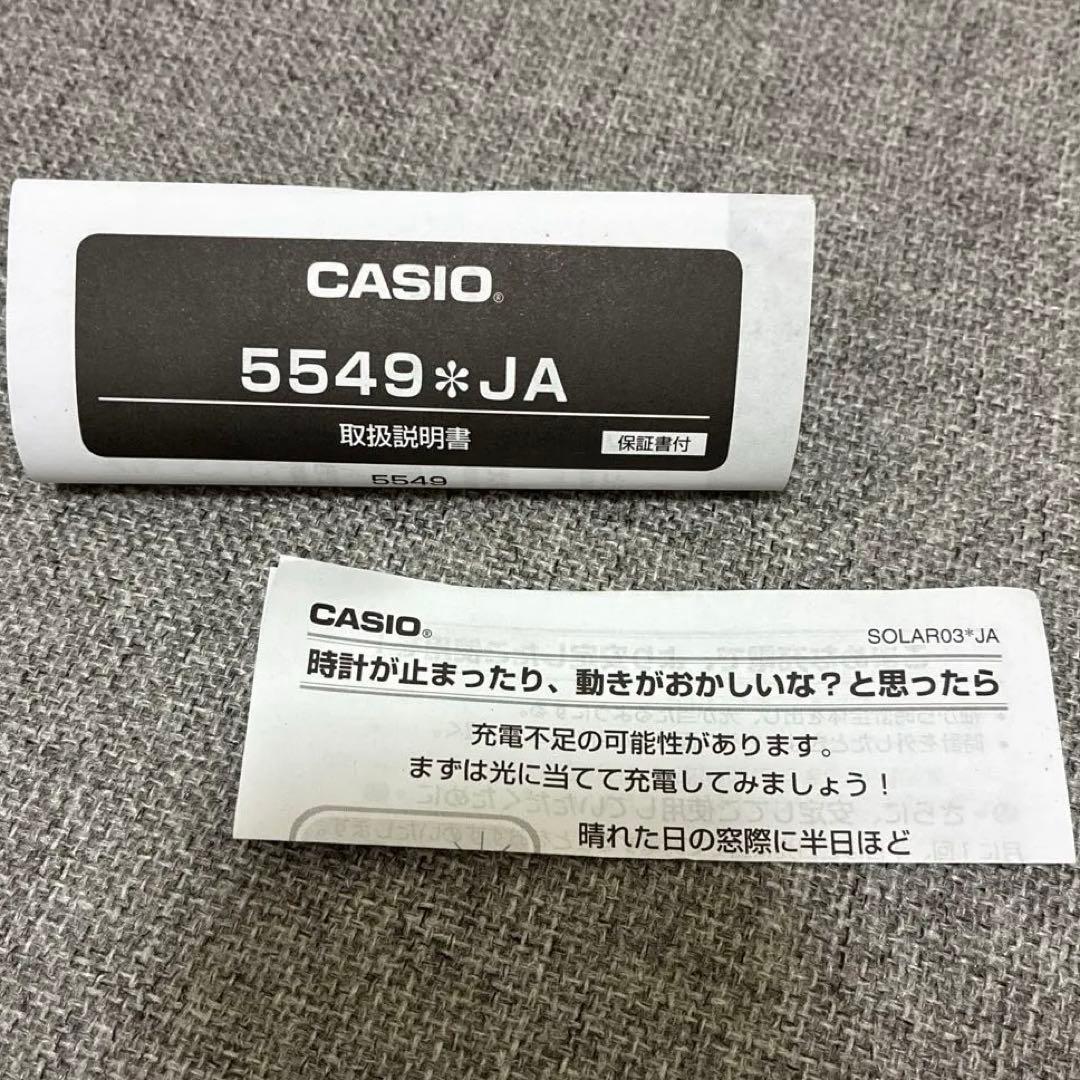 CASIO®
5549*JA
取扱説明書
保証書付
5549
CASIO®
SOLAR03*JA
時計が止まったり、動きがおかしいな？と思ったら
充電不足の可能性があります。
まずは光に当てて充電してみましょう！
晴れた日の窓際に半日ほど